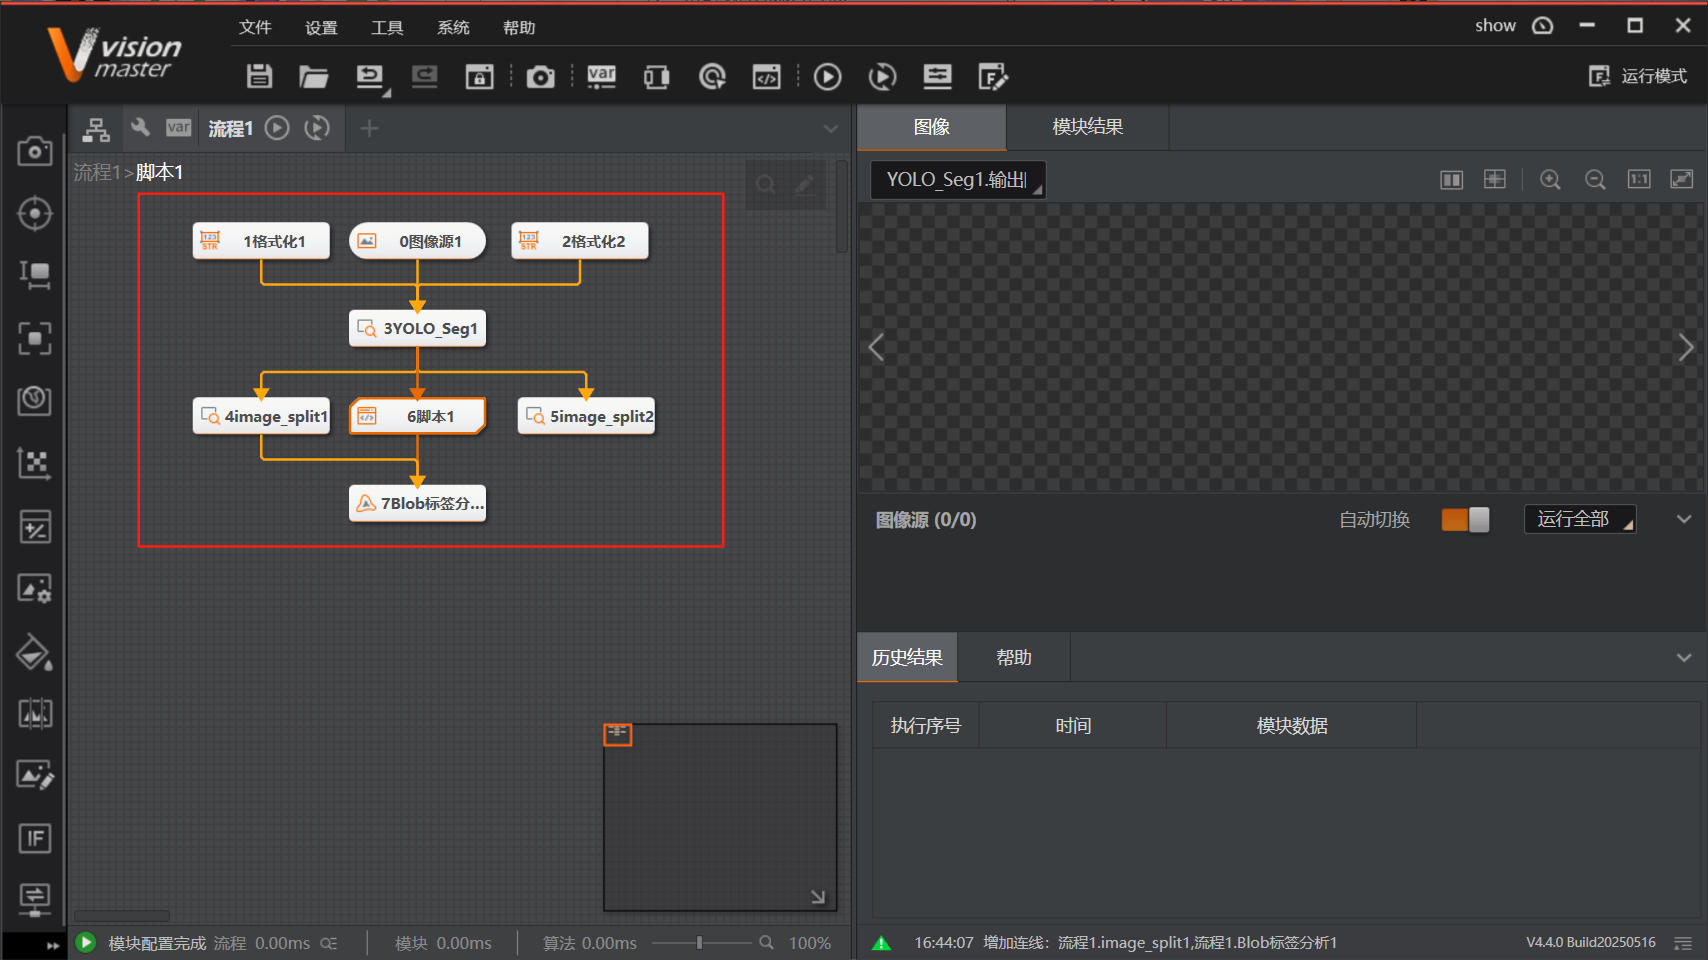 vision master
文件 设置 工具 系统 帮助
show
var
运行模式
var 流程1
流程1>脚本1
1格式化1
0图像源1
2格式化2
3YOLO_Seg1
4image_split1
6脚本1
5image_split2
7Blob标签分...
IF
模块配置完成 流程 0.00ms 模块 0.00ms 算法 0.00ms 100%
图像 模块结果
YOLO_Seg1.输出
1:1
图像源 (0/0) 自动切换 运行全部
历史结果 帮助
执行序号 时间 模块数据
16:44:07 增加连线: 流程1.image_split1,流程1.Blob标签分析1
V4.4.0 Build20250516